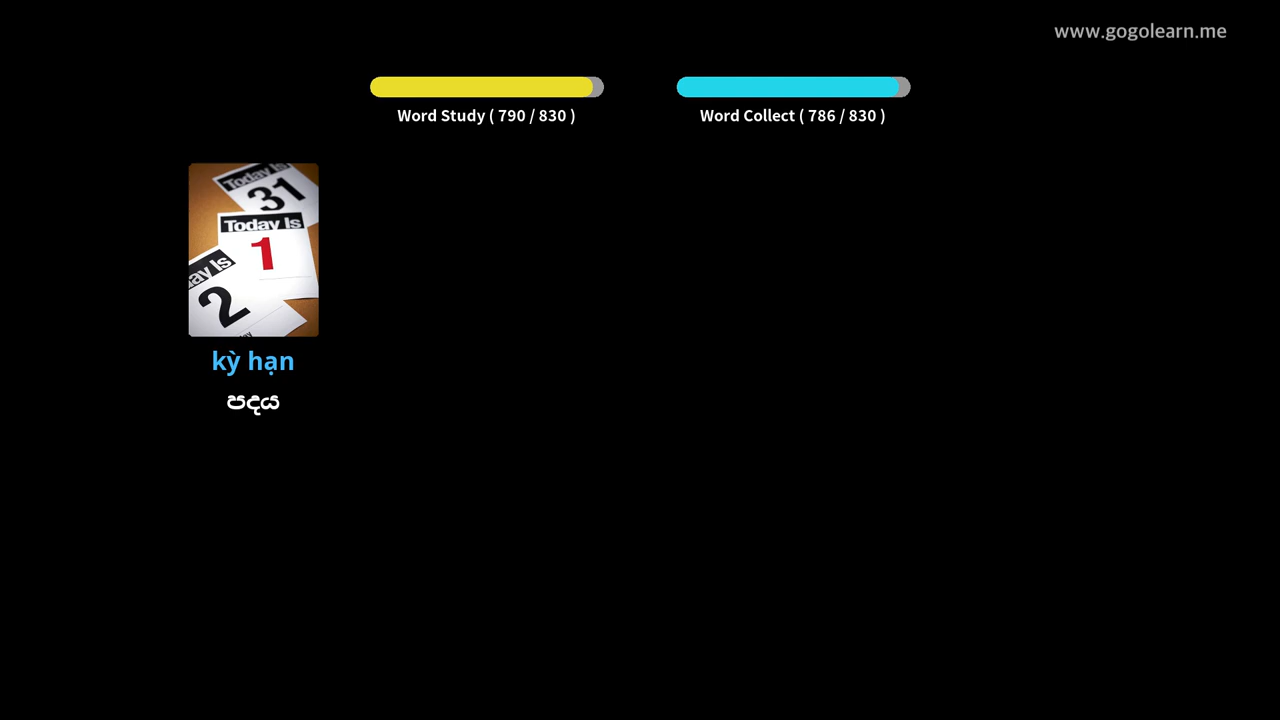 www.gogolearn.me
Word Study ( 790 / 830 )
Word Collect ( 786 / 830 )
Today Is
31
Today Is
1
ay Is
2
kỳ hạn
පදය